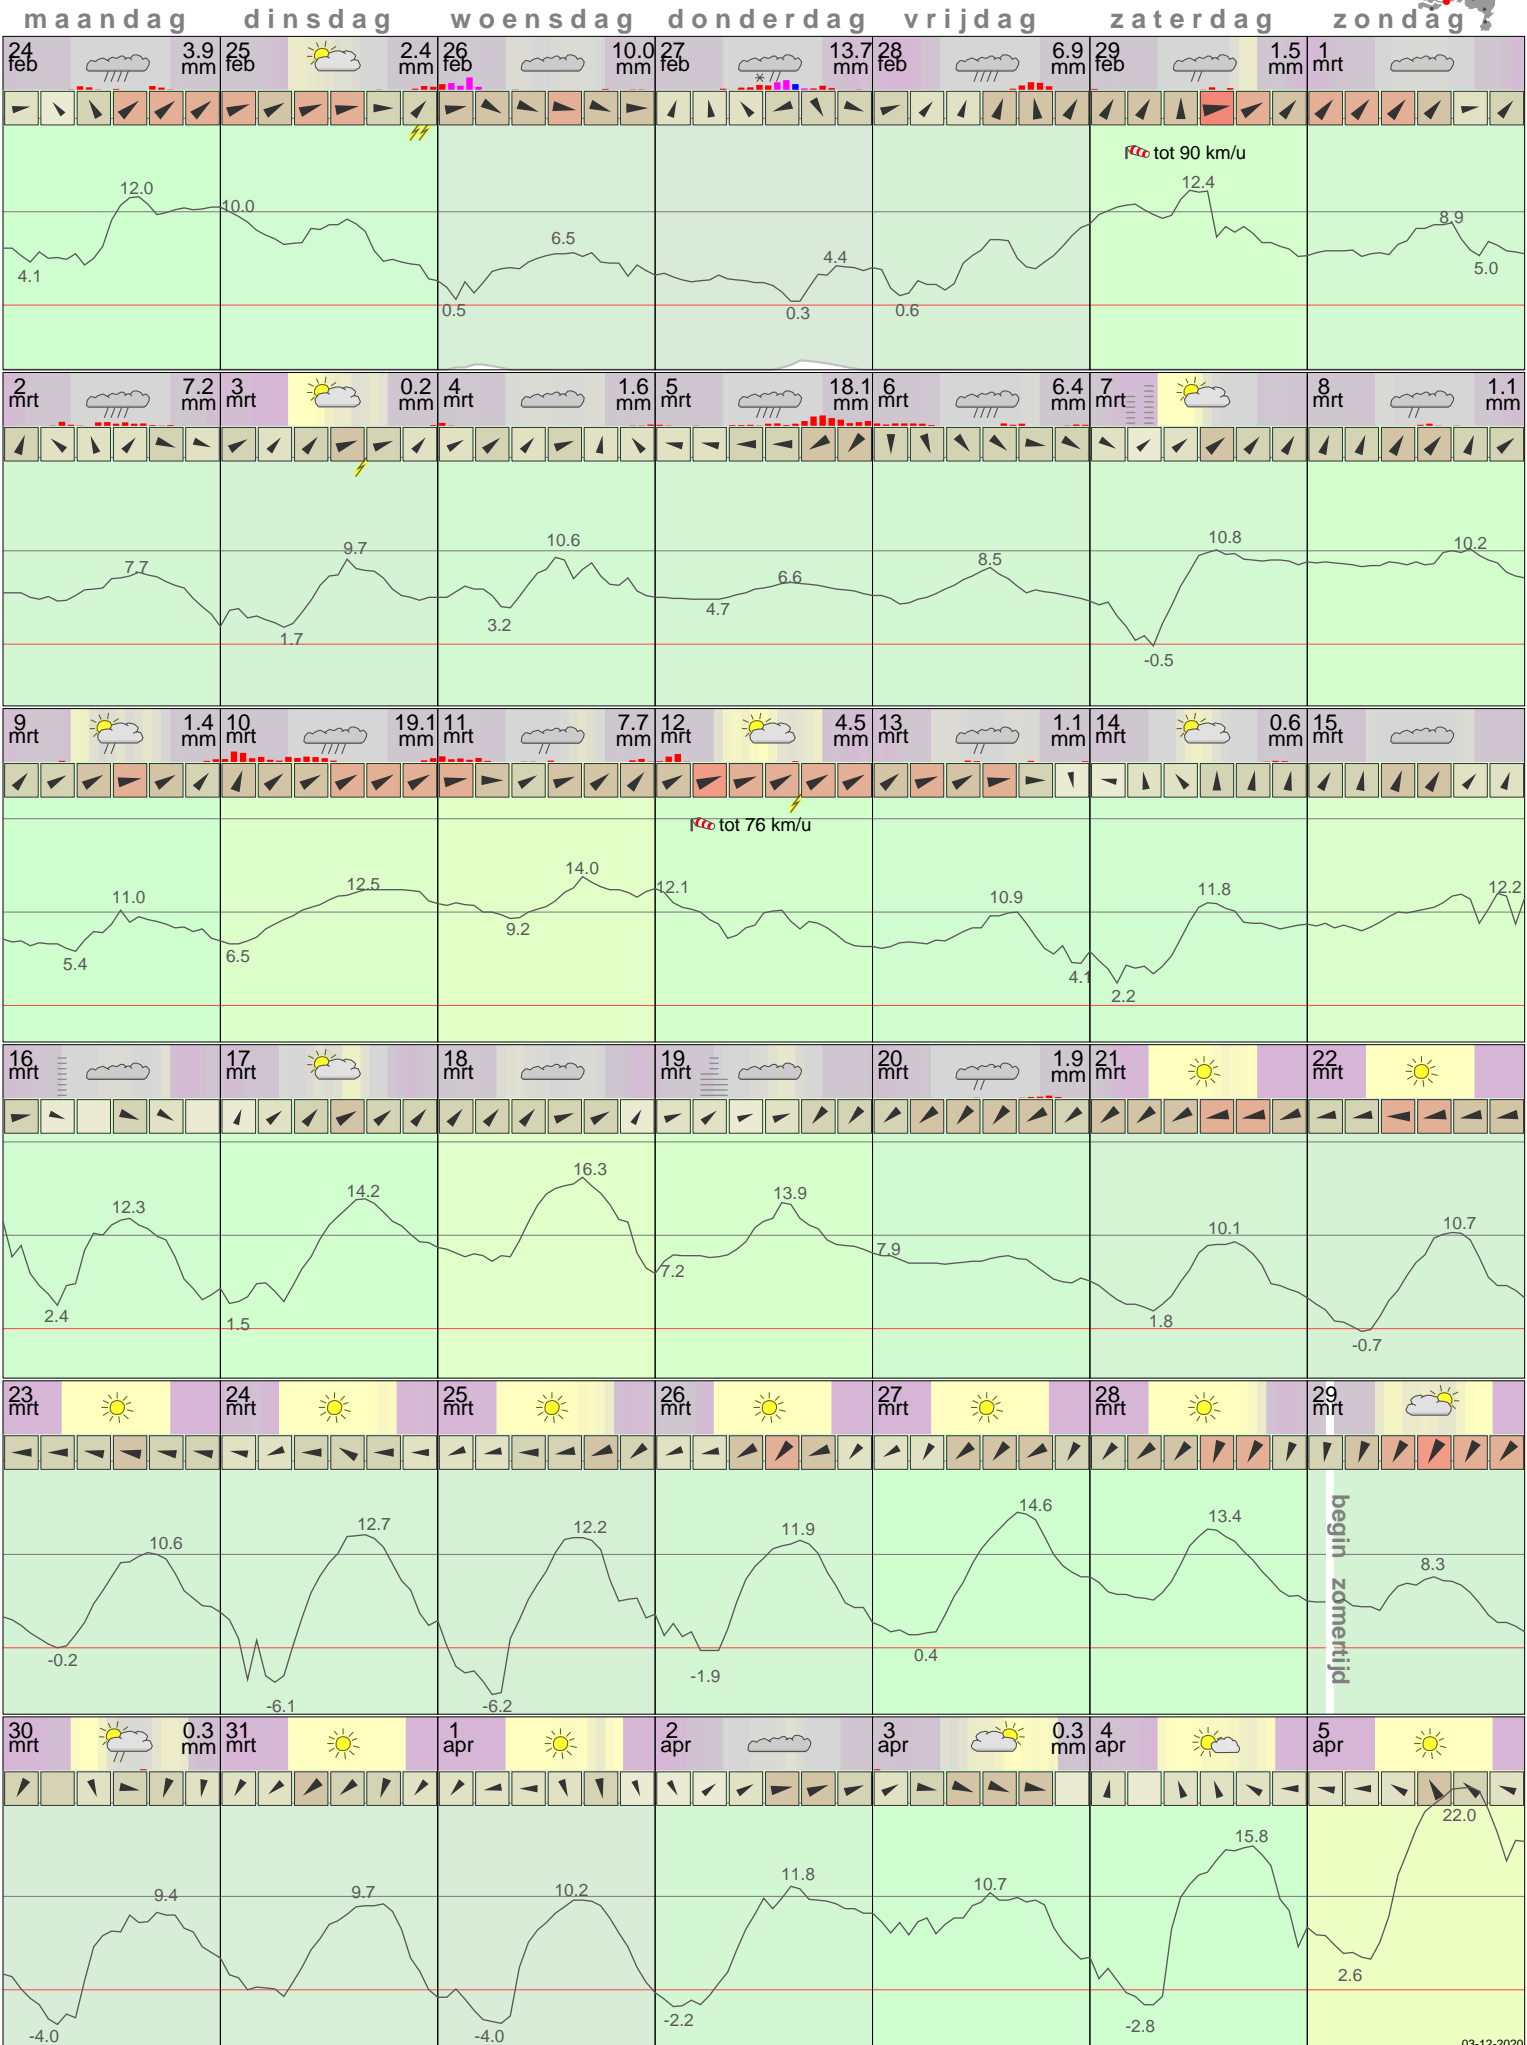 maandag dinsdag woensdag donderdag vrijdag zaterdag zondag
24 feb 3.9 mm 25 feb 2.4 mm 26 feb 10.0 mm 27 feb 13.7 mm 28 feb 6.9 mm 29 feb 1.5 mm 1 mrt
tot 90 km/u
12.0 10.0 6.5 4.4 12.4 8.9
4.1 0.5 0.3 0.6 5.0
2 mrt 7.2 mm 3 mrt 0.2 mm 4 mrt 1.6 mm 5 mrt 18.1 mm 6 mrt 6.4 mm 7 mrt 8 mrt 1.1 mm
7.7 9.7 10.6 6.6 8.5 10.8 10.2
1.7 3.2 4.7 -0.5
9 mrt 1.4 mm 10 mrt 19.1 mm 11 mrt 7.7 mm 12 mrt 4.5 mm 13 mrt 1.1 mm 14 mrt 0.6 mm 15 mrt
tot 76 km/u
11.0 12.5 14.0 12.1 10.9 11.8 12.2
5.4 6.5 9.2 4.1 2.2
16 mrt 17 mrt 18 mrt 19 mrt 20 mrt 1.9 mm 21 mrt 22 mrt
12.3 14.2 16.3 13.9 7.9 10.1 10.7
2.4 1.5 7.2 1.8 -0.7
23 mrt 24 mrt 25 mrt 26 mrt 27 mrt 28 mrt 29 mrt
begin zomertijd
10.6 12.7 12.2 11.9 14.6 13.4 8.3
-0.2 -6.1 -6.2 -1.9 0.4
30 mrt 0.3 mm 31 mrt 1 apr 2 apr 3 apr 0.3 mm 4 apr 5 apr
9.4 9.7 10.2 11.8 10.7 15.8 22.0
-4.0 -4.0 -2.2 -2.8 2.6
03-12-2020